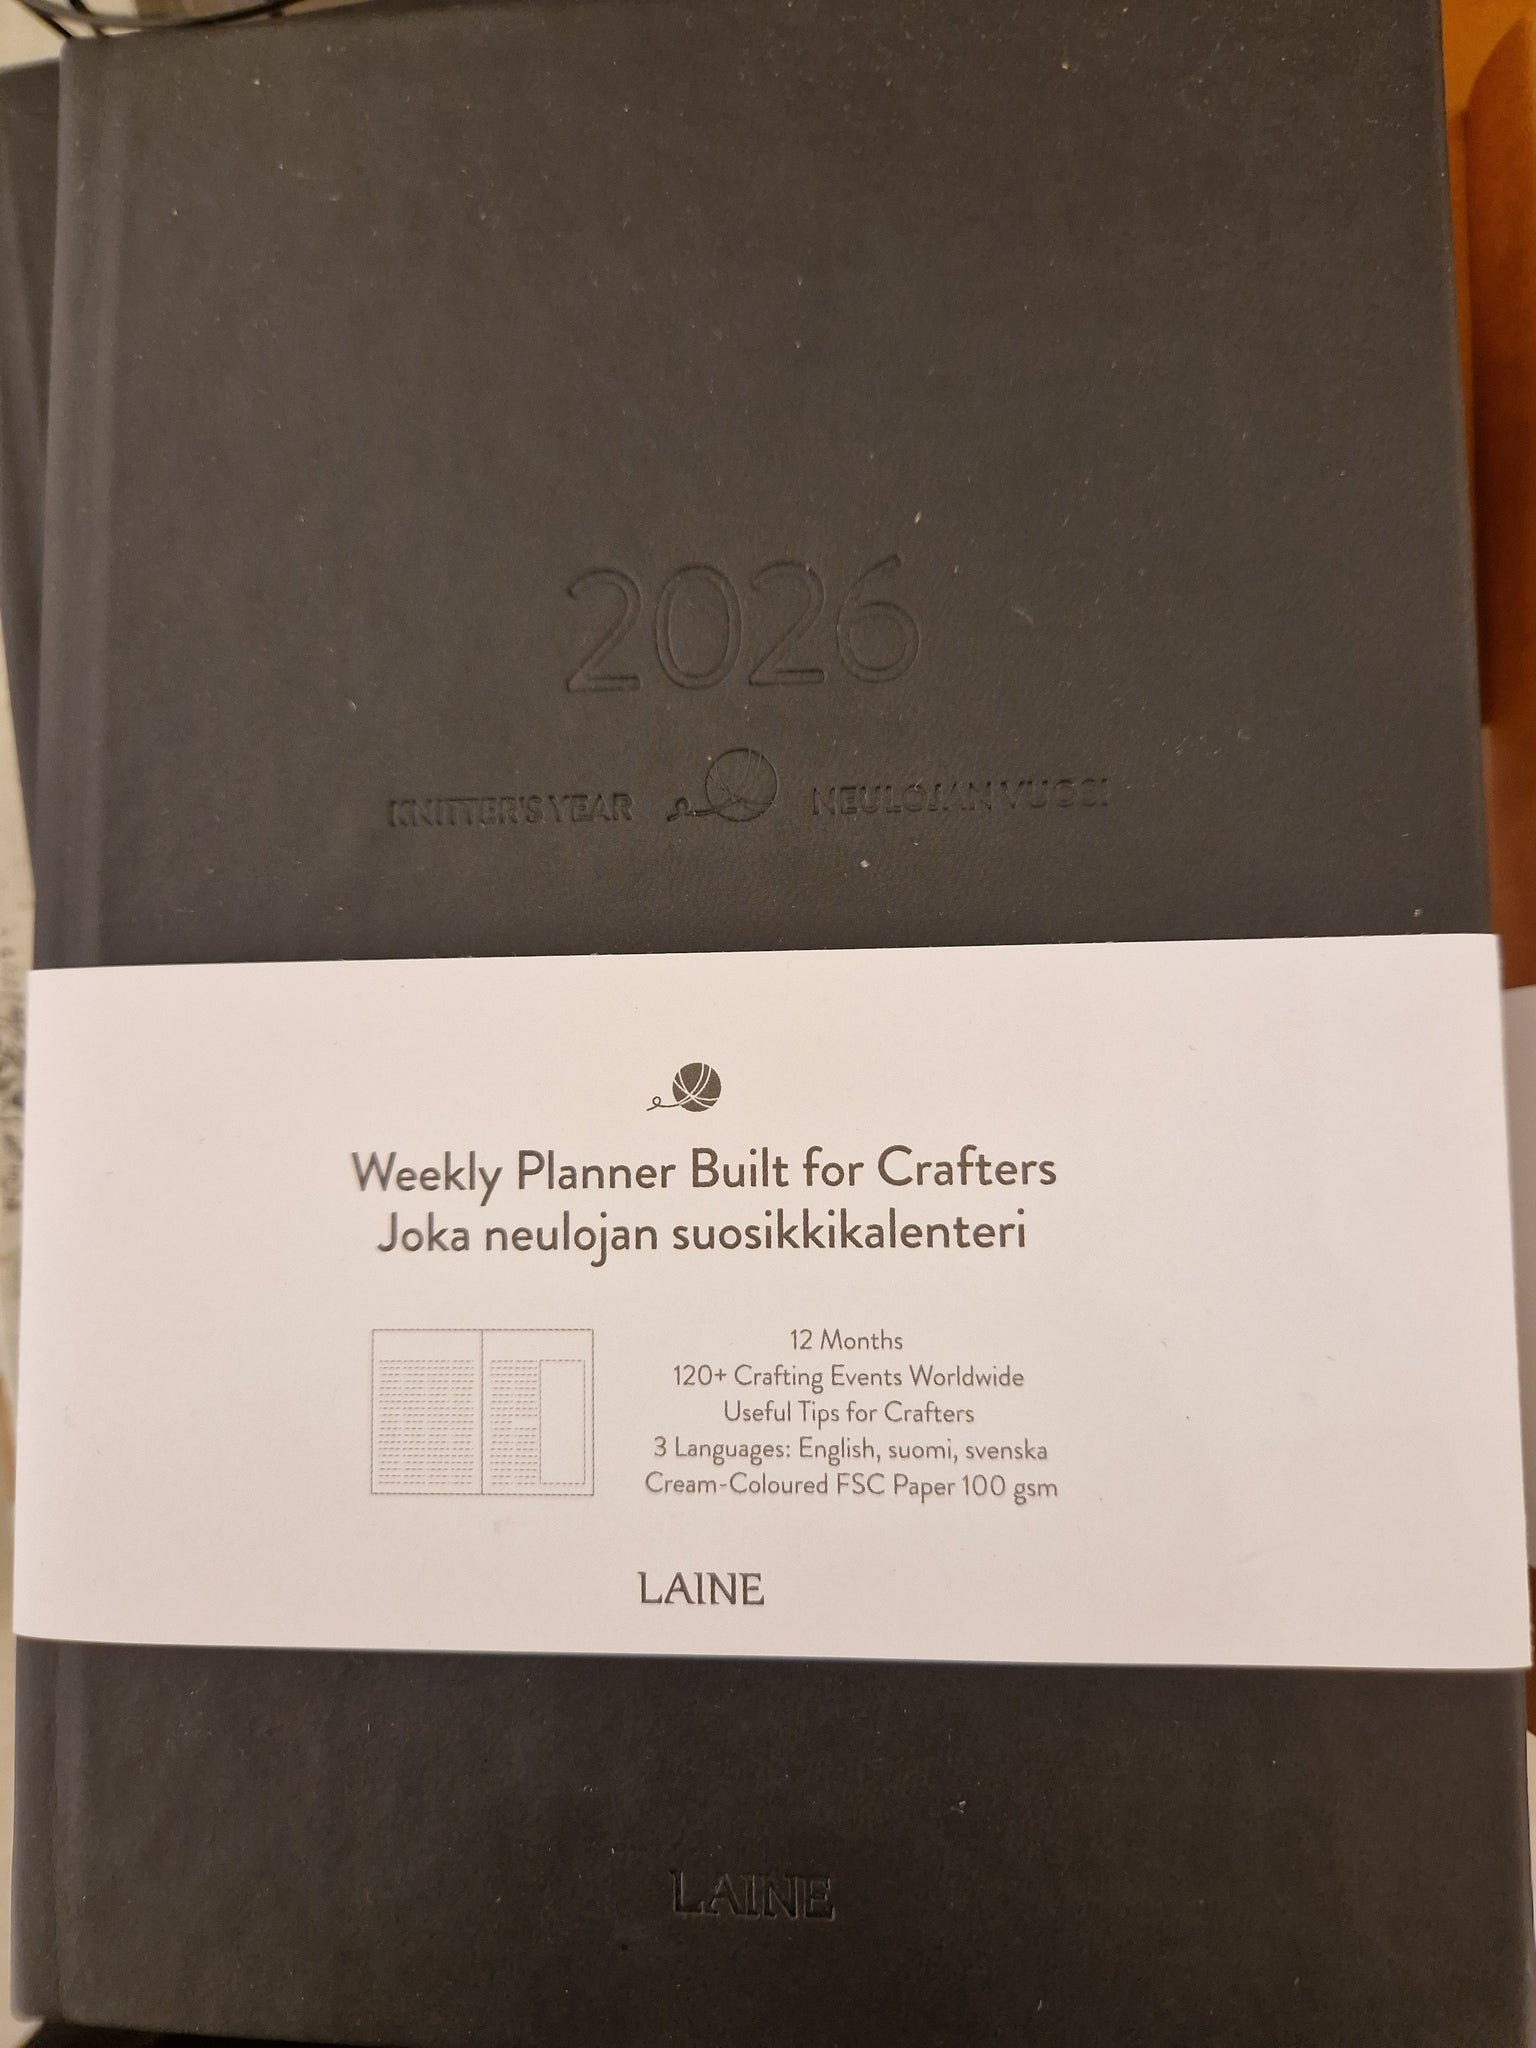 2026
KNITTER'S YEAR NEULOJAN VUOSI
Weekly Planner Built for Crafters
Joka neulojan suosikkikalenteri
12 Months
120+ Crafting Events Worldwide
Useful Tips for Crafters
3 Languages: English, suomi, svenska
Cream-Coloured FSC Paper 100 gsm
LAINE
LAINE